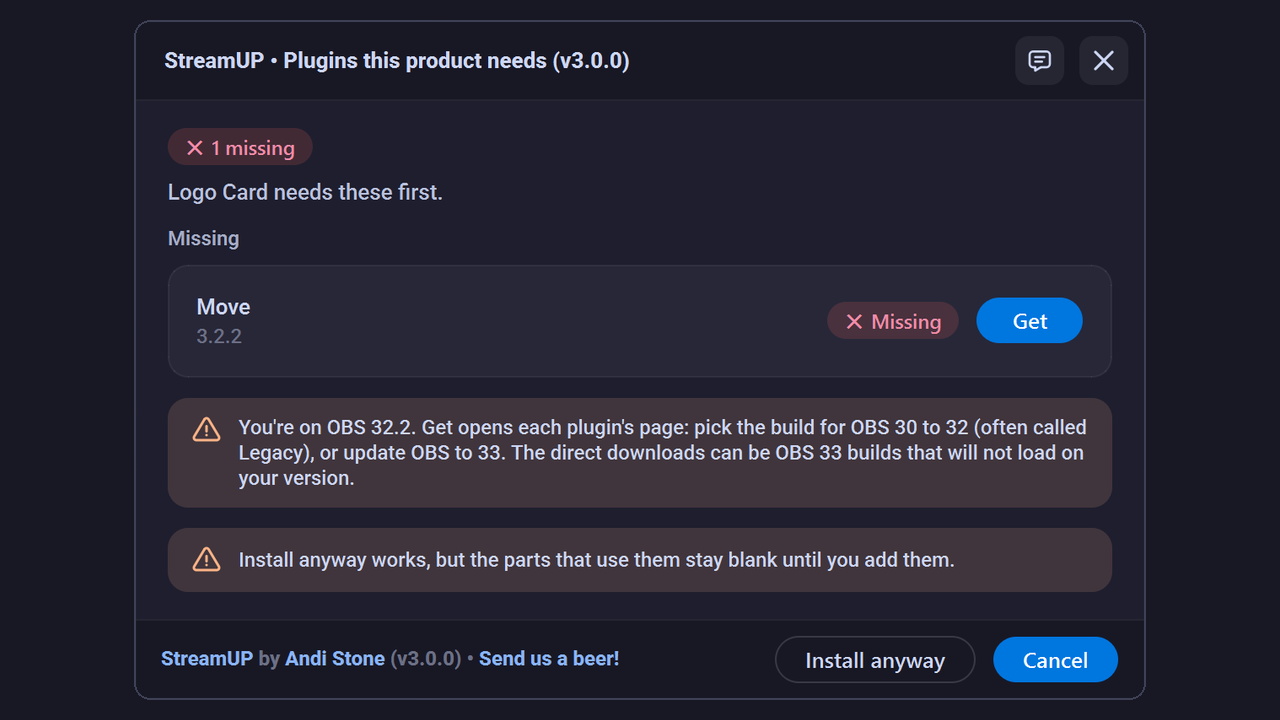 StreamUP • Plugins this product needs (v3.0.0)
1 missing
Logo Card needs these first.
Missing
Move
3.2.2
Missing
Get
You're on OBS 32.2. Get opens each plugin's page: pick the build for OBS 30 to 32 (often called
Legacy), or update OBS to 33. The direct downloads can be OBS 33 builds that will not load on
your version.
Install anyway works, but the parts that use them stay blank until you add them.
StreamUP by Andi Stone (v3.0.0) • Send us a beer!
Install anyway
Cancel